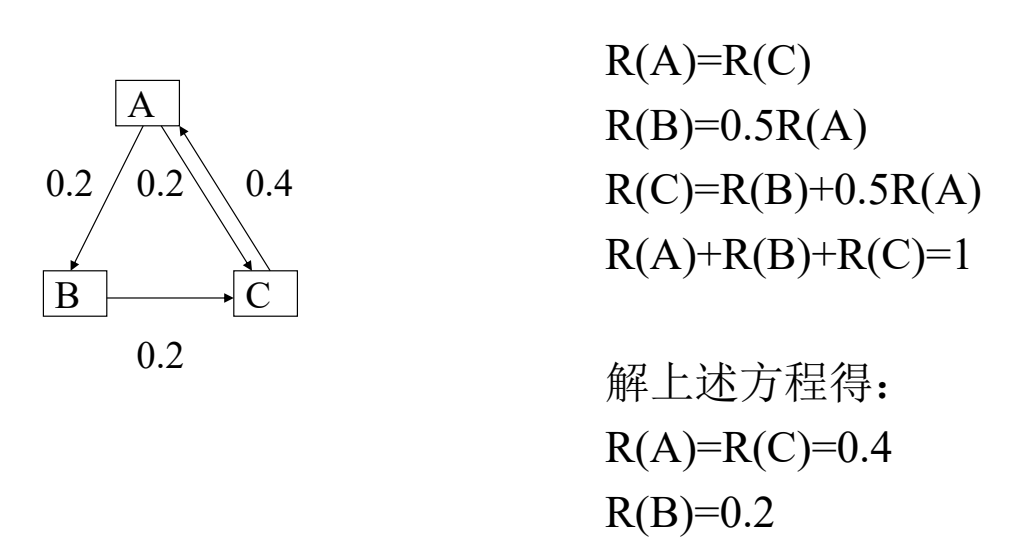 A
0.2 0.2 0.4
B C
0.2
R(A)=R(C)
R(B)=0.5R(A)
R(C)=R(B)+0.5R(A)
R(A)+R(B)+R(C)=1
解上述方程得：
R(A)=R(C)=0.4
R(B)=0.2